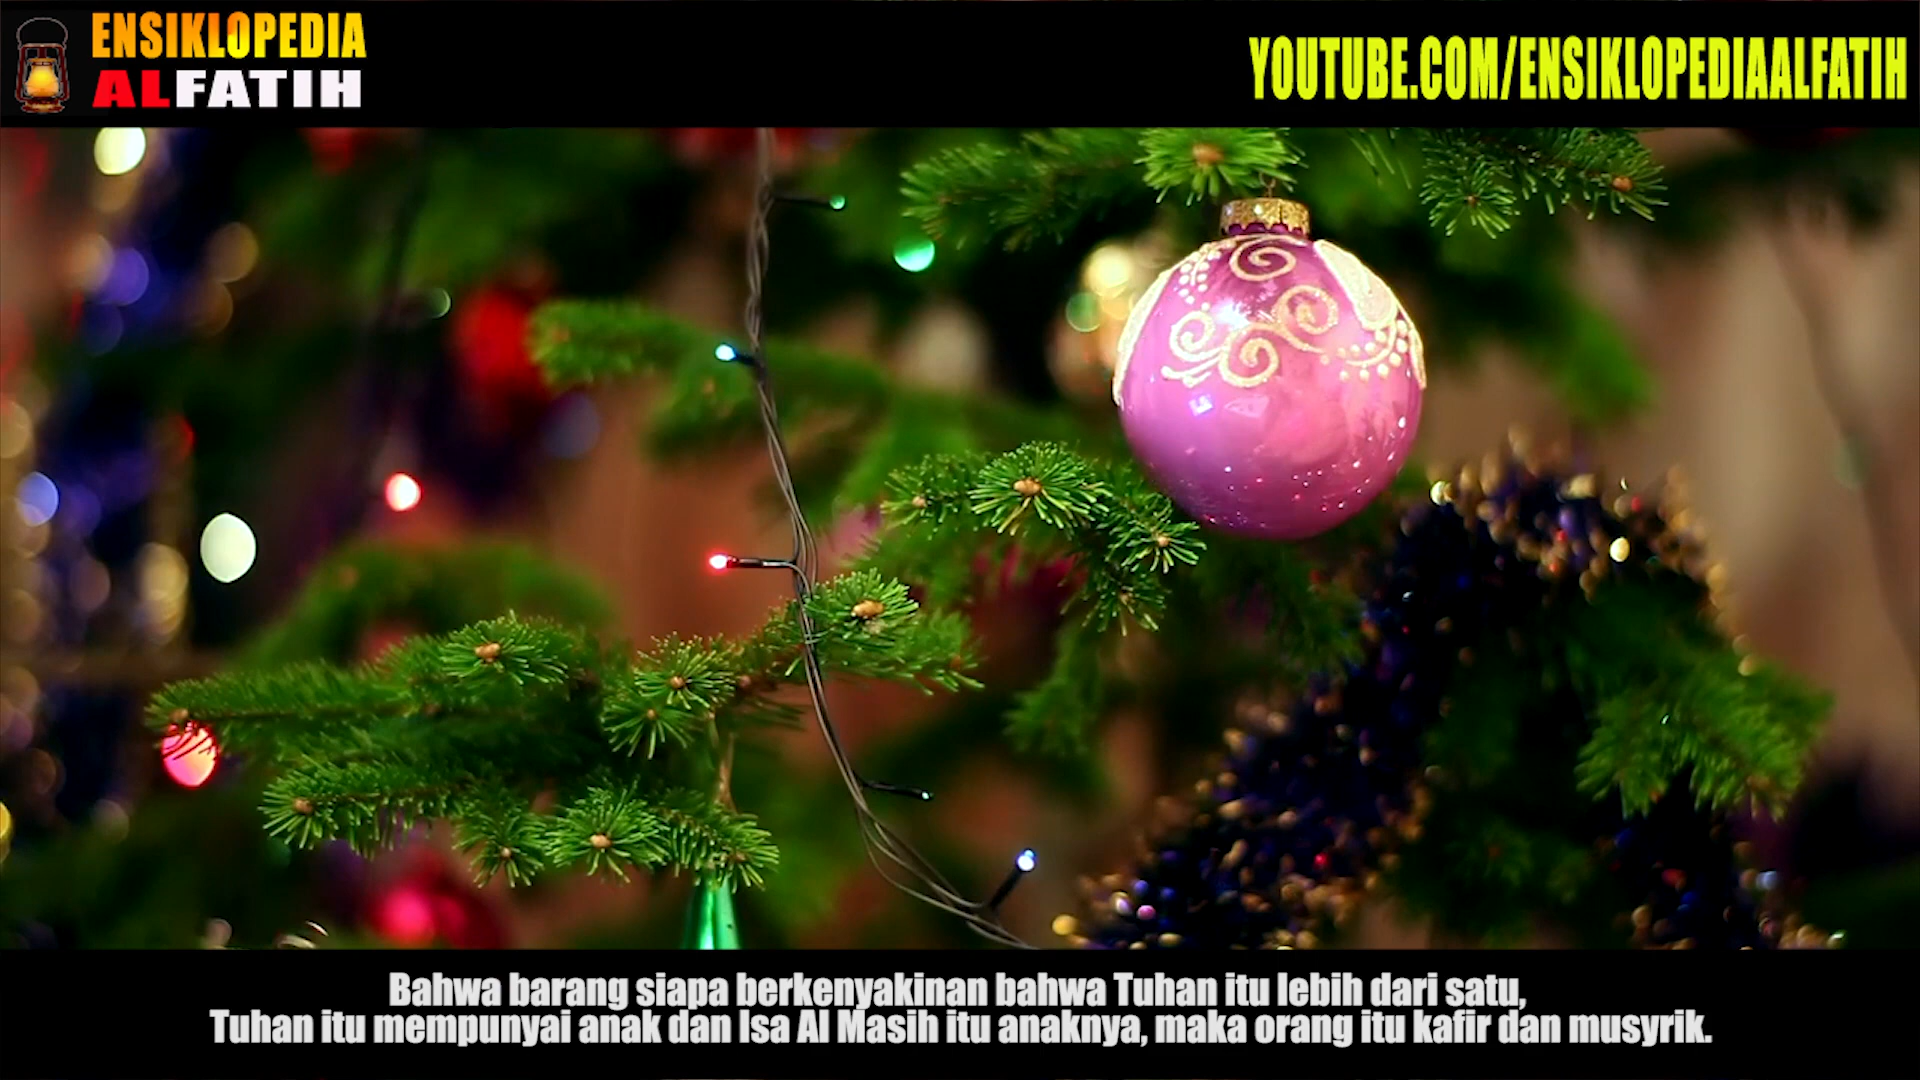 ENSIKLOPEDIA
ALFATIH
YOUTUBE.COM/ENSIKLOPEDIAALFATIH
Bahwa barang siapa berkenyakinan bahwa Tuhan itu lebih dari satu,
Tuhan itu mempunyai anak dan Isa Al Masih itu anaknya, maka orang itu kafir dan musyrik.